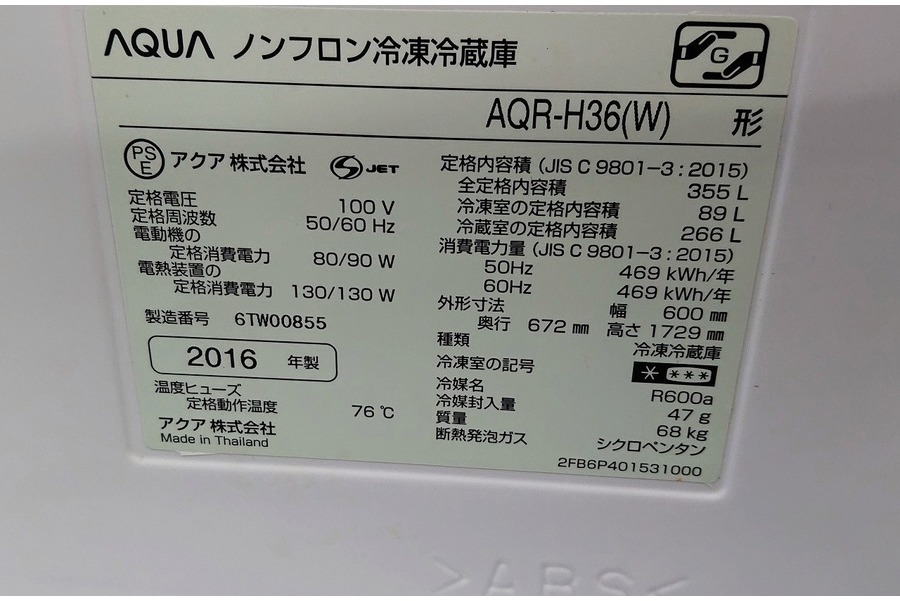 AQUA ノンフロン冷凍冷蔵庫
G
AQR-H36(W) 形
PS E アクア 株式会社 S JET
定格電圧 100 V
定格周波数 50/60 Hz
電動機の
定格消費電力 80/90 W
電熱装置の
定格消費電力 130/130 W
製造番号 6TW00855
2016 年製
温度ヒューズ
定格動作温度 76 ℃
アクア 株式会社
Made in Thailand
定格内容積 (JIS C 9801-3 : 2015)
全定格内容積 355 L
冷凍室の定格内容積 89 L
冷蔵室の定格内容積 266 L
消費電力量 (JIS C 9801-3 : 2015)
50Hz 469 kWh/年
60Hz 469 kWh/年
外形寸法 幅 600 ㎜
奥行 672 ㎜ 高さ 1729 ㎜
種類 冷凍冷蔵庫
冷凍室の記号 * ***
冷媒名 R600a
冷媒封入量 47 g
質量 68 kg
断熱発泡ガス シクロペンタン
2FB6P401531000
>ABS<